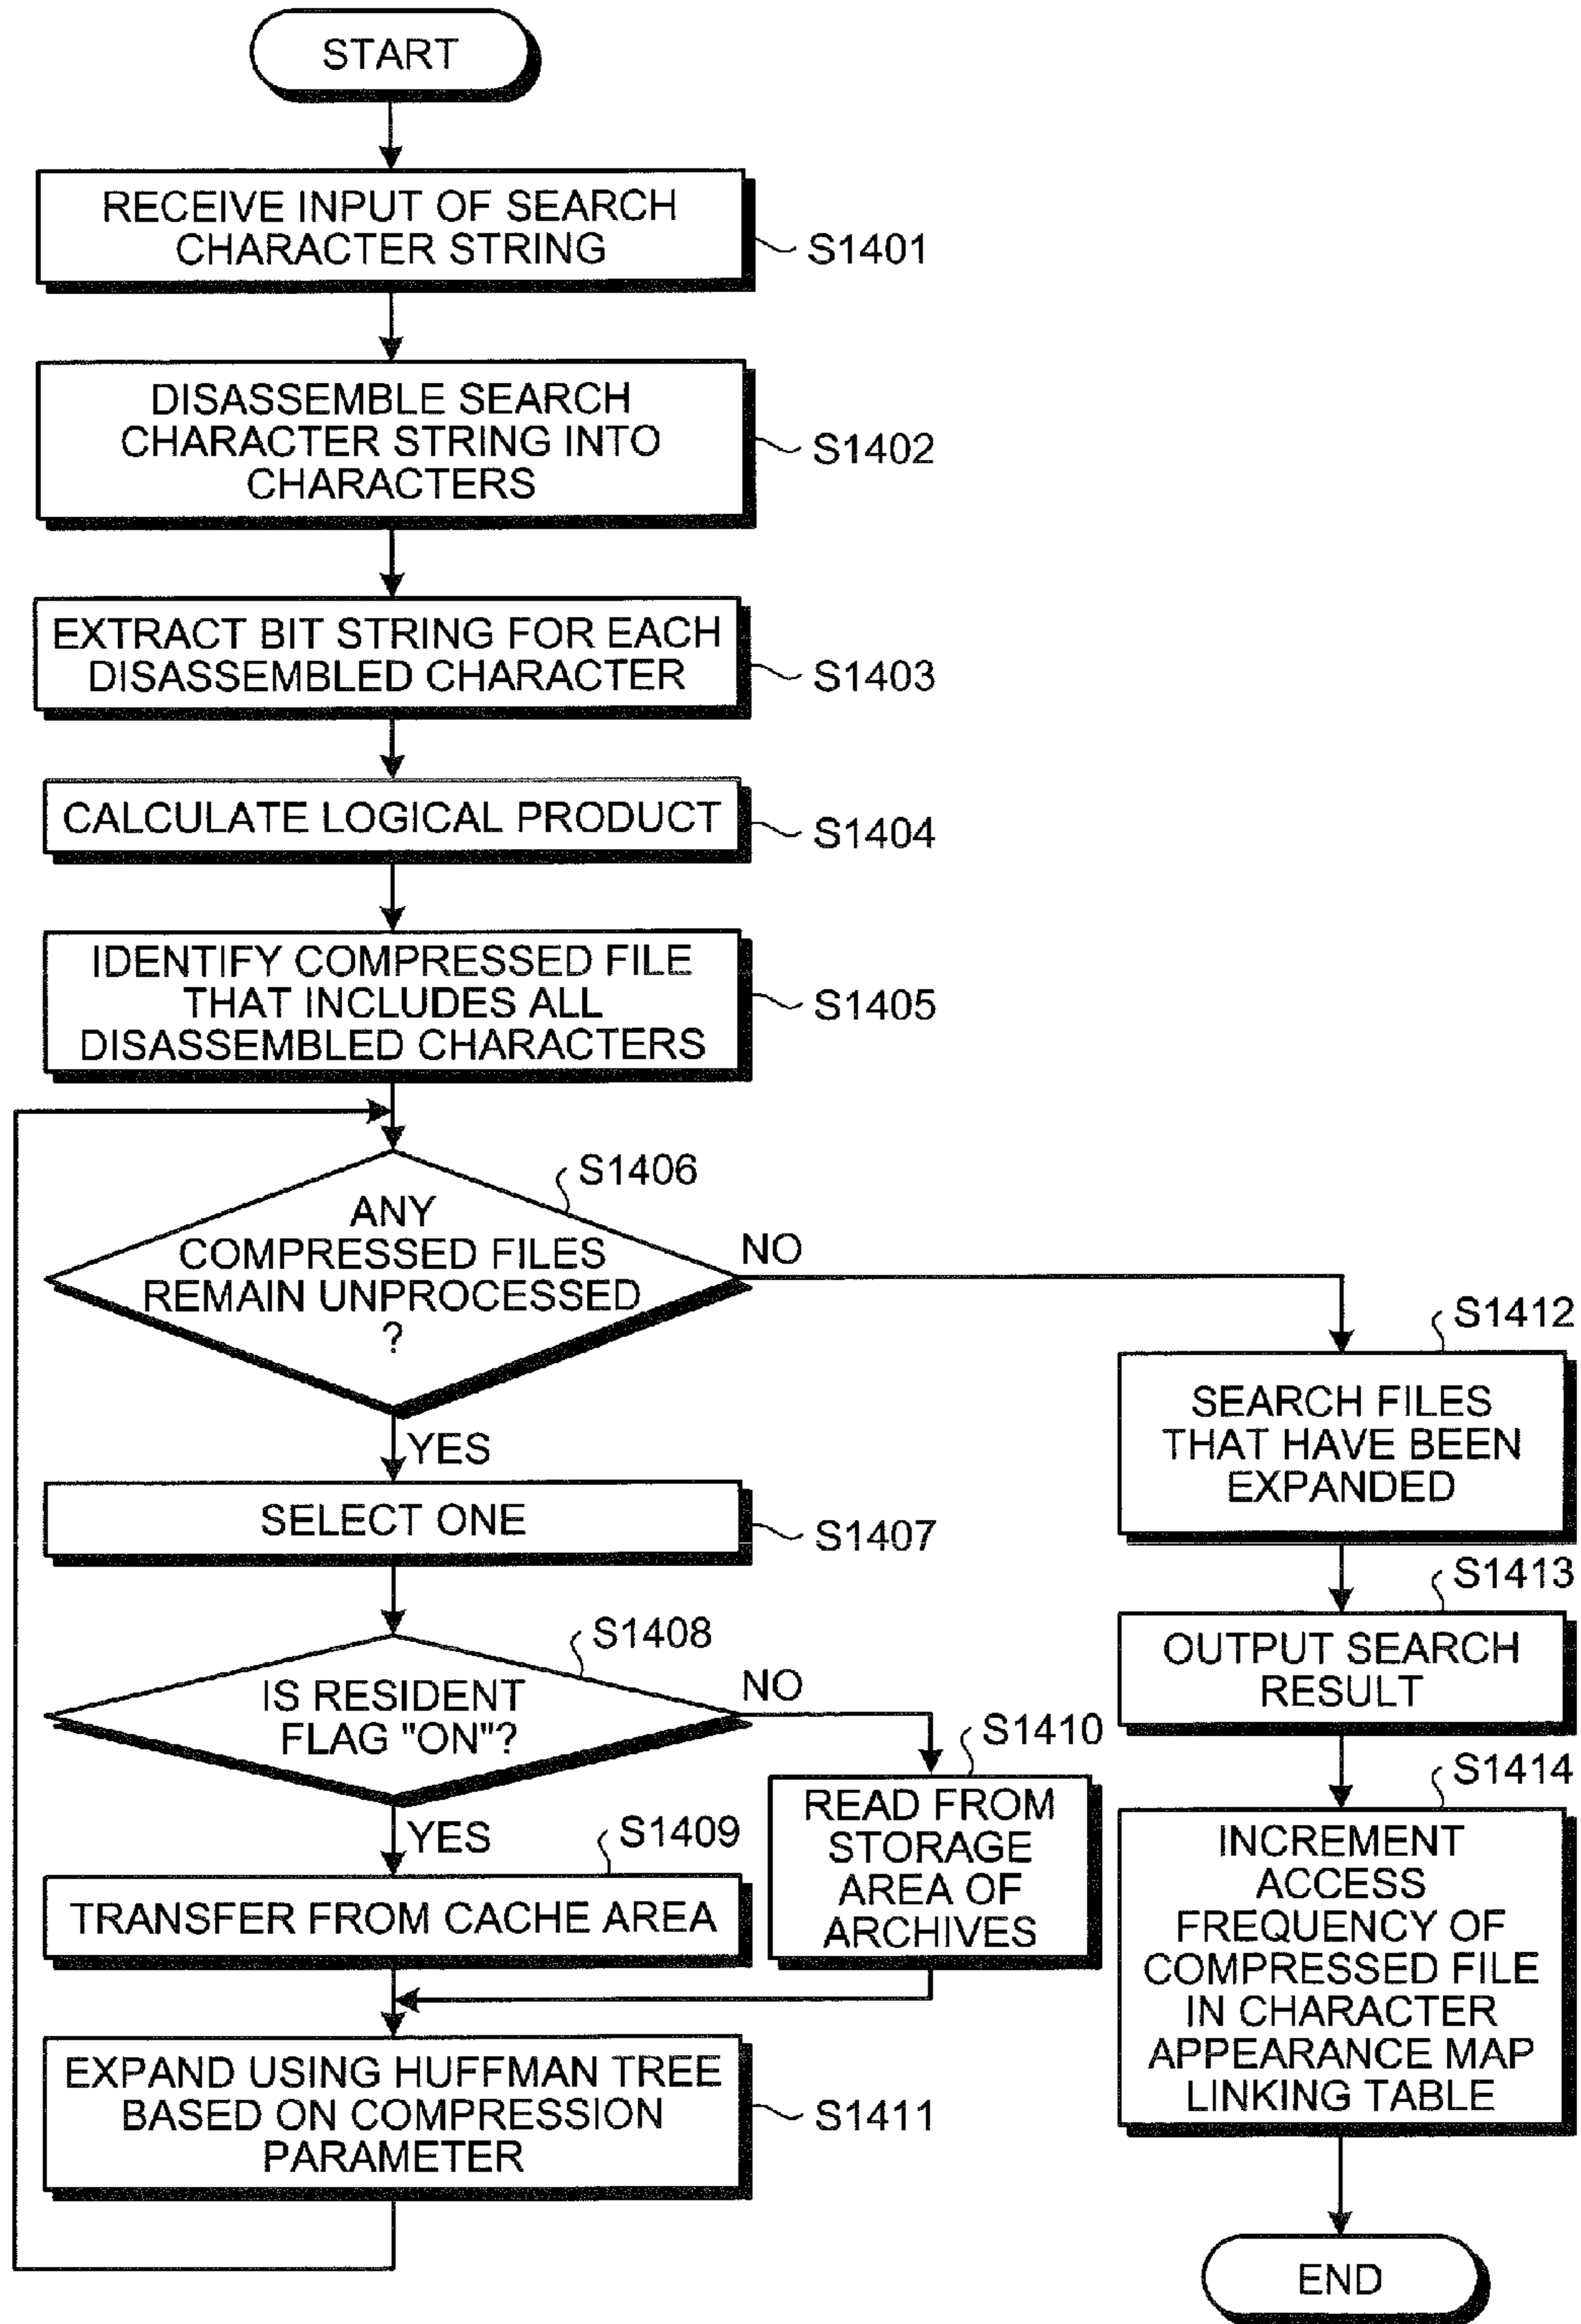 START
RECEIVE INPUT OF SEARCH
CHARACTER STRING
S1401
DISASSEMBLE SEARCH
CHARACTER STRING INTO
CHARACTERS
S1402
EXTRACT BIT STRING FOR EACH
DISASSEMBLED CHARACTER
S1403
CALCULATE LOGICAL PRODUCT
S1404
IDENTIFY COMPRESSED FILE
THAT INCLUDES ALL
DISASSEMBLED CHARACTERS
S1405
S1406
ANY
COMPRESSED FILES
REMAIN UNPROCESSED
?
NO
YES
SELECT ONE
S1407
S1408
IS RESIDENT
FLAG "ON"?
NO
YES
S1409
TRANSFER FROM CACHE AREA
S1410
READ FROM
STORAGE
AREA OF
ARCHIVES
EXPAND USING HUFFMAN TREE
BASED ON COMPRESSION
PARAMETER
S1411
S1412
SEARCH FILES
THAT HAVE BEEN
EXPANDED
S1413
OUTPUT SEARCH
RESULT
S1414
INCREMENT
ACCESS
FREQUENCY OF
COMPRESSED FILE
IN CHARACTER
APPEARANCE MAP
LINKING TABLE
END